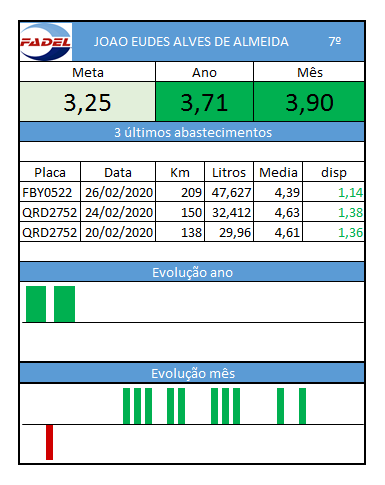 FADEL JOAO EUDES ALVES DE ALMEIDA 7º
Meta Ano Mês
3,25 3,71 3,90
3 últimos abastecimentos
Placa Data Km Litros Media disp
FBY0522 26/02/2020 209 47,627 4,39 1,14
QRD2752 24/02/2020 150 32,412 4,63 1,38
QRD2752 20/02/2020 138 29,96 4,61 1,36
Evolução ano
Evolução mês